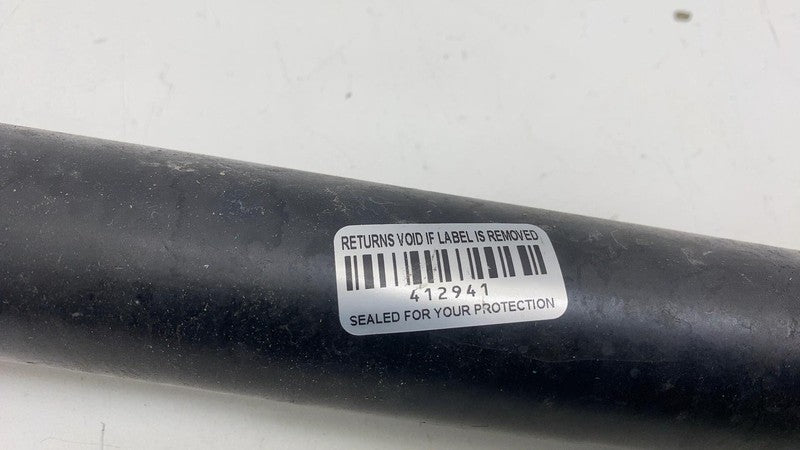 RETURNS VOID IF LABEL IS REMOVED
412941
SEALED FOR YOUR PROTECTION